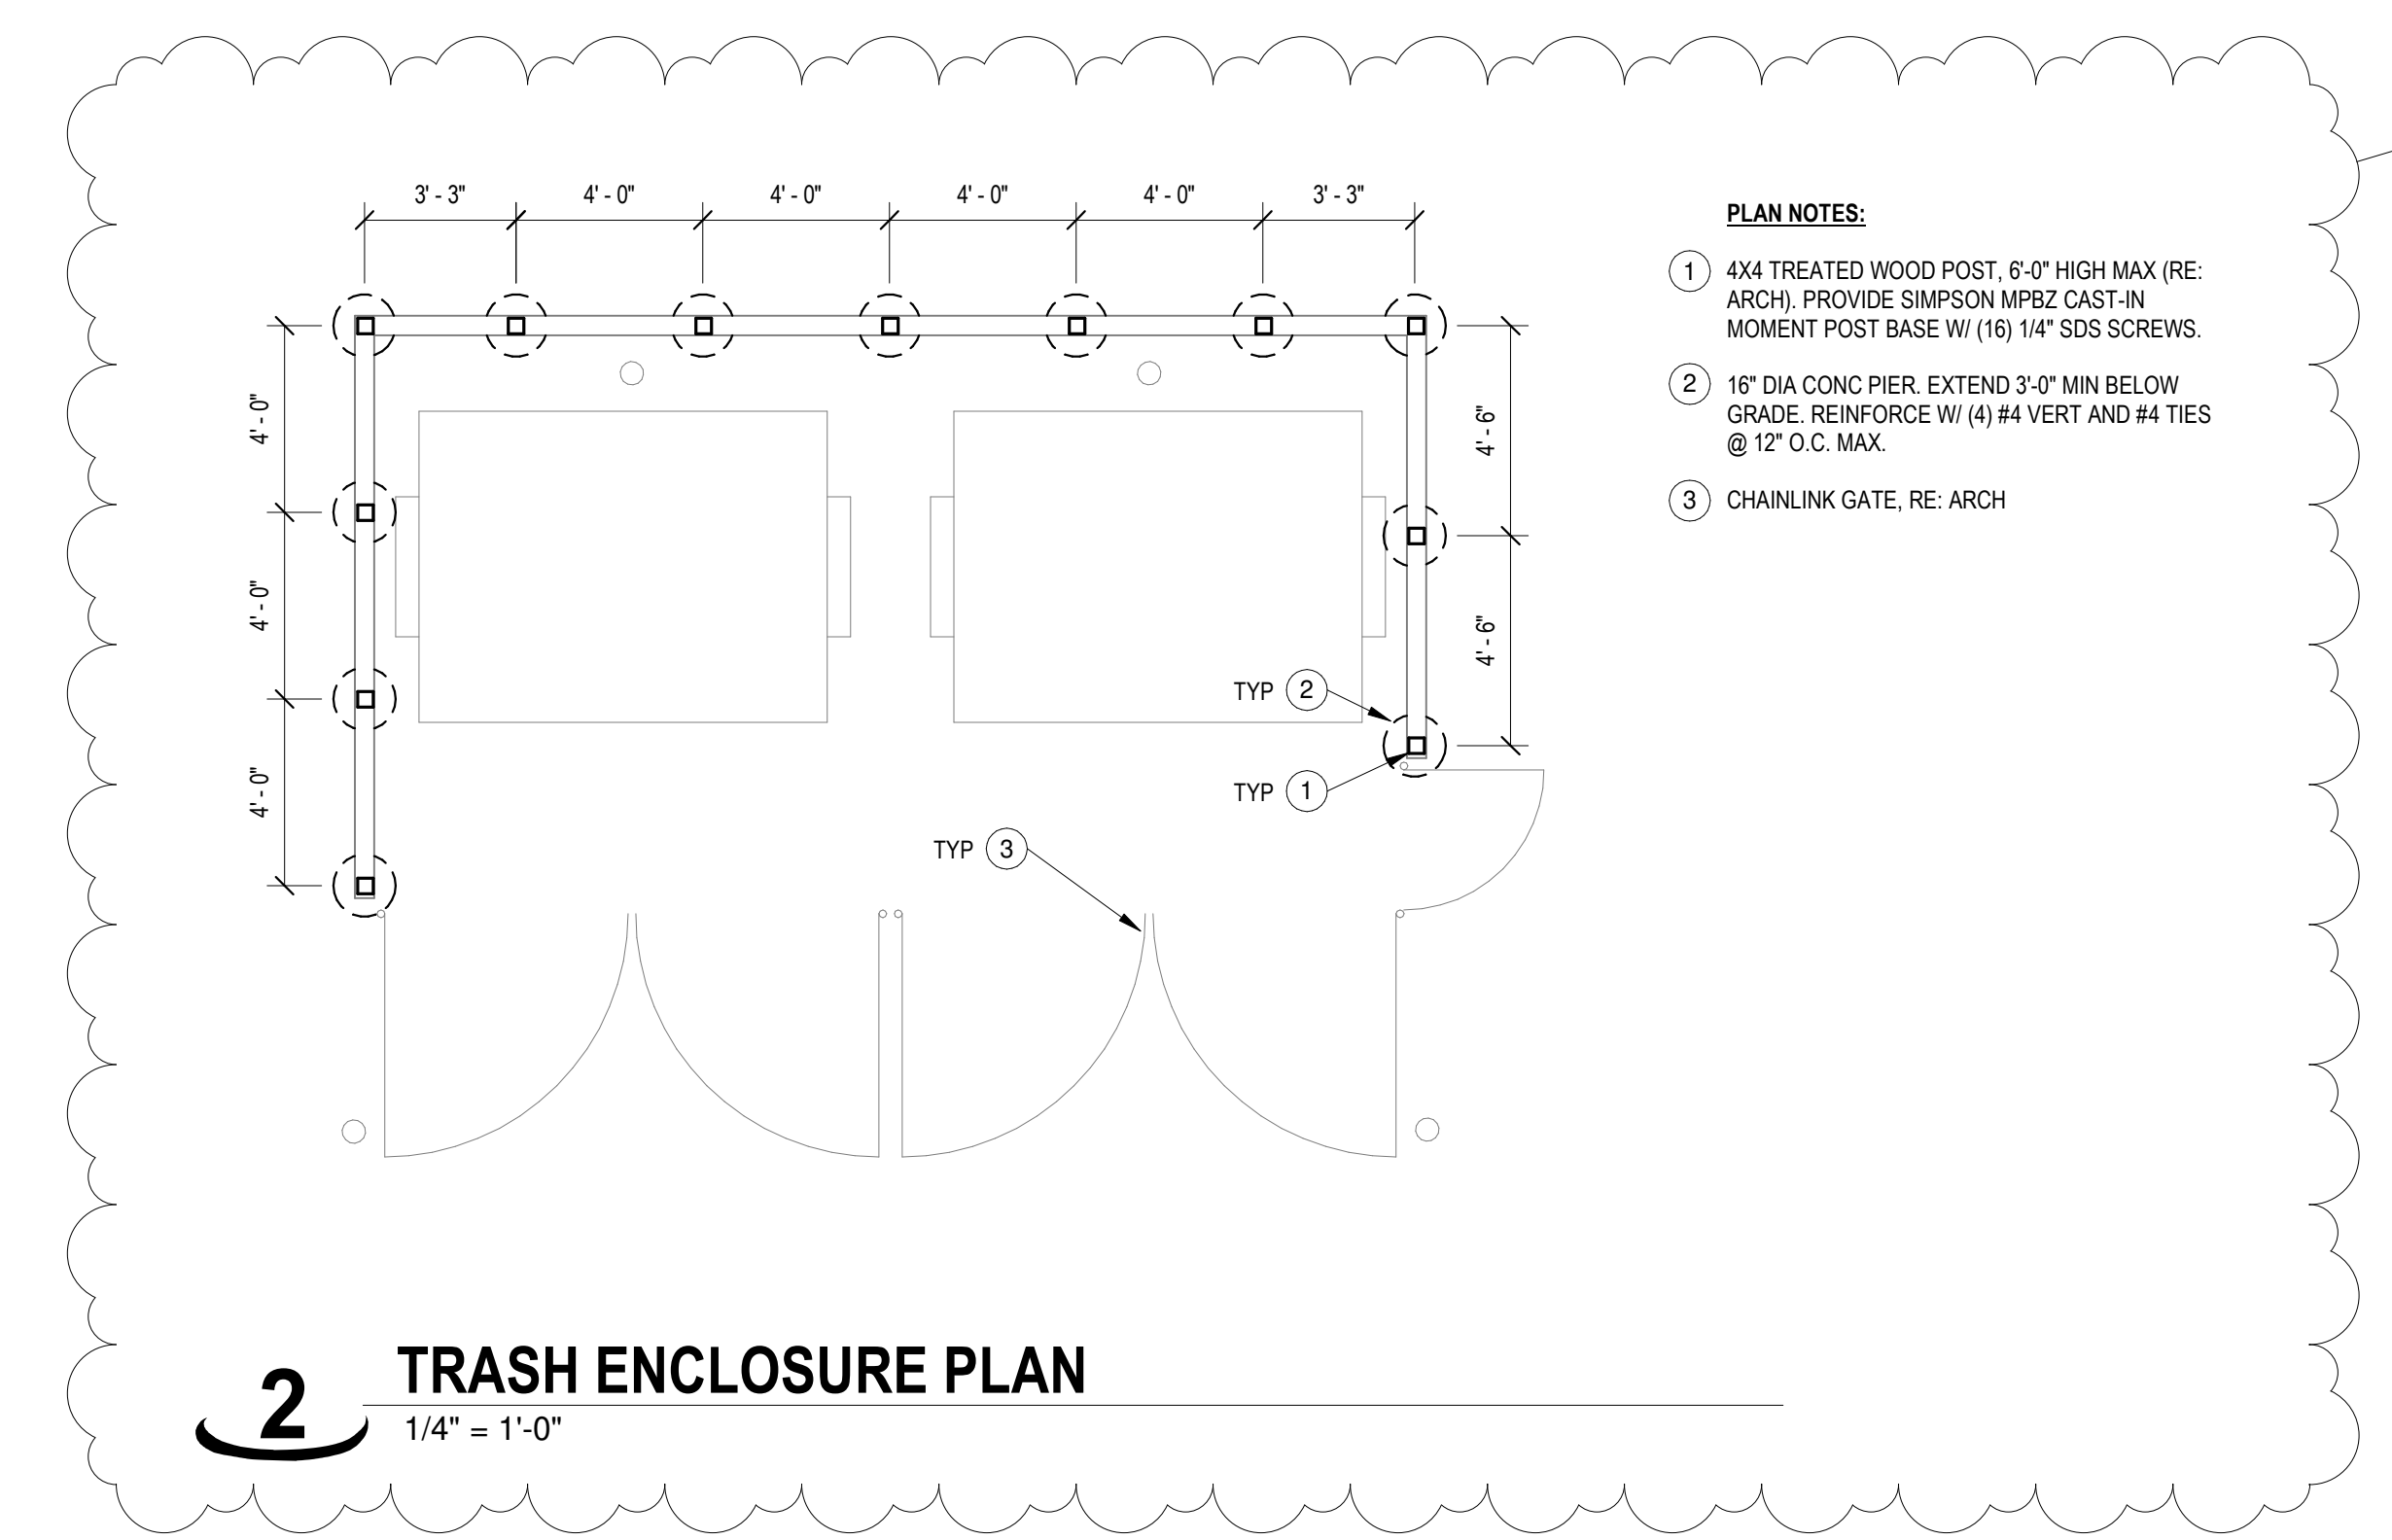 3' - 3" 4' - 0" 4' - 0" 4' - 0" 4' - 0" 3' - 3"
4' - 0"
4' - 0"
4' - 0"
4' - 6"
4' - 6"
TYP 2
TYP 1
TYP 3
PLAN NOTES:
1 4X4 TREATED WOOD POST, 6'-0" HIGH MAX (RE:
ARCH). PROVIDE SIMPSON MPBZ CAST-IN
MOMENT POST BASE W/ (16) 1/4" SDS SCREWS.
2 16" DIA CONC PIER. EXTEND 3'-0" MIN BELOW
GRADE. REINFORCE W/ (4) #4 VERT AND #4 TIES
@ 12" O.C. MAX.
3 CHAINLINK GATE, RE: ARCH
2 TRASH ENCLOSURE PLAN
1/4" = 1'-0"